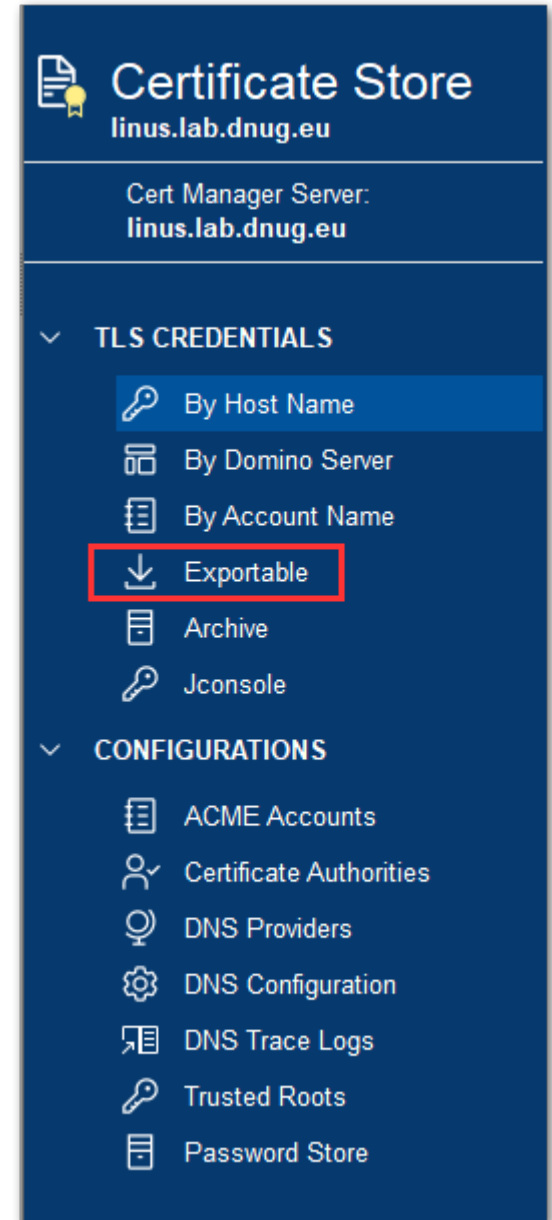 Certificate Store
linus.lab.dnug.eu
Cert Manager Server:
linus.lab.dnug.eu
TLS CREDENTIALS
By Host Name
By Domino Server
By Account Name
Exportable
Archive
Jconsole
CONFIGURATIONS
ACME Accounts
Certificate Authorities
DNS Providers
DNS Configuration
DNS Trace Logs
Trusted Roots
Password Store